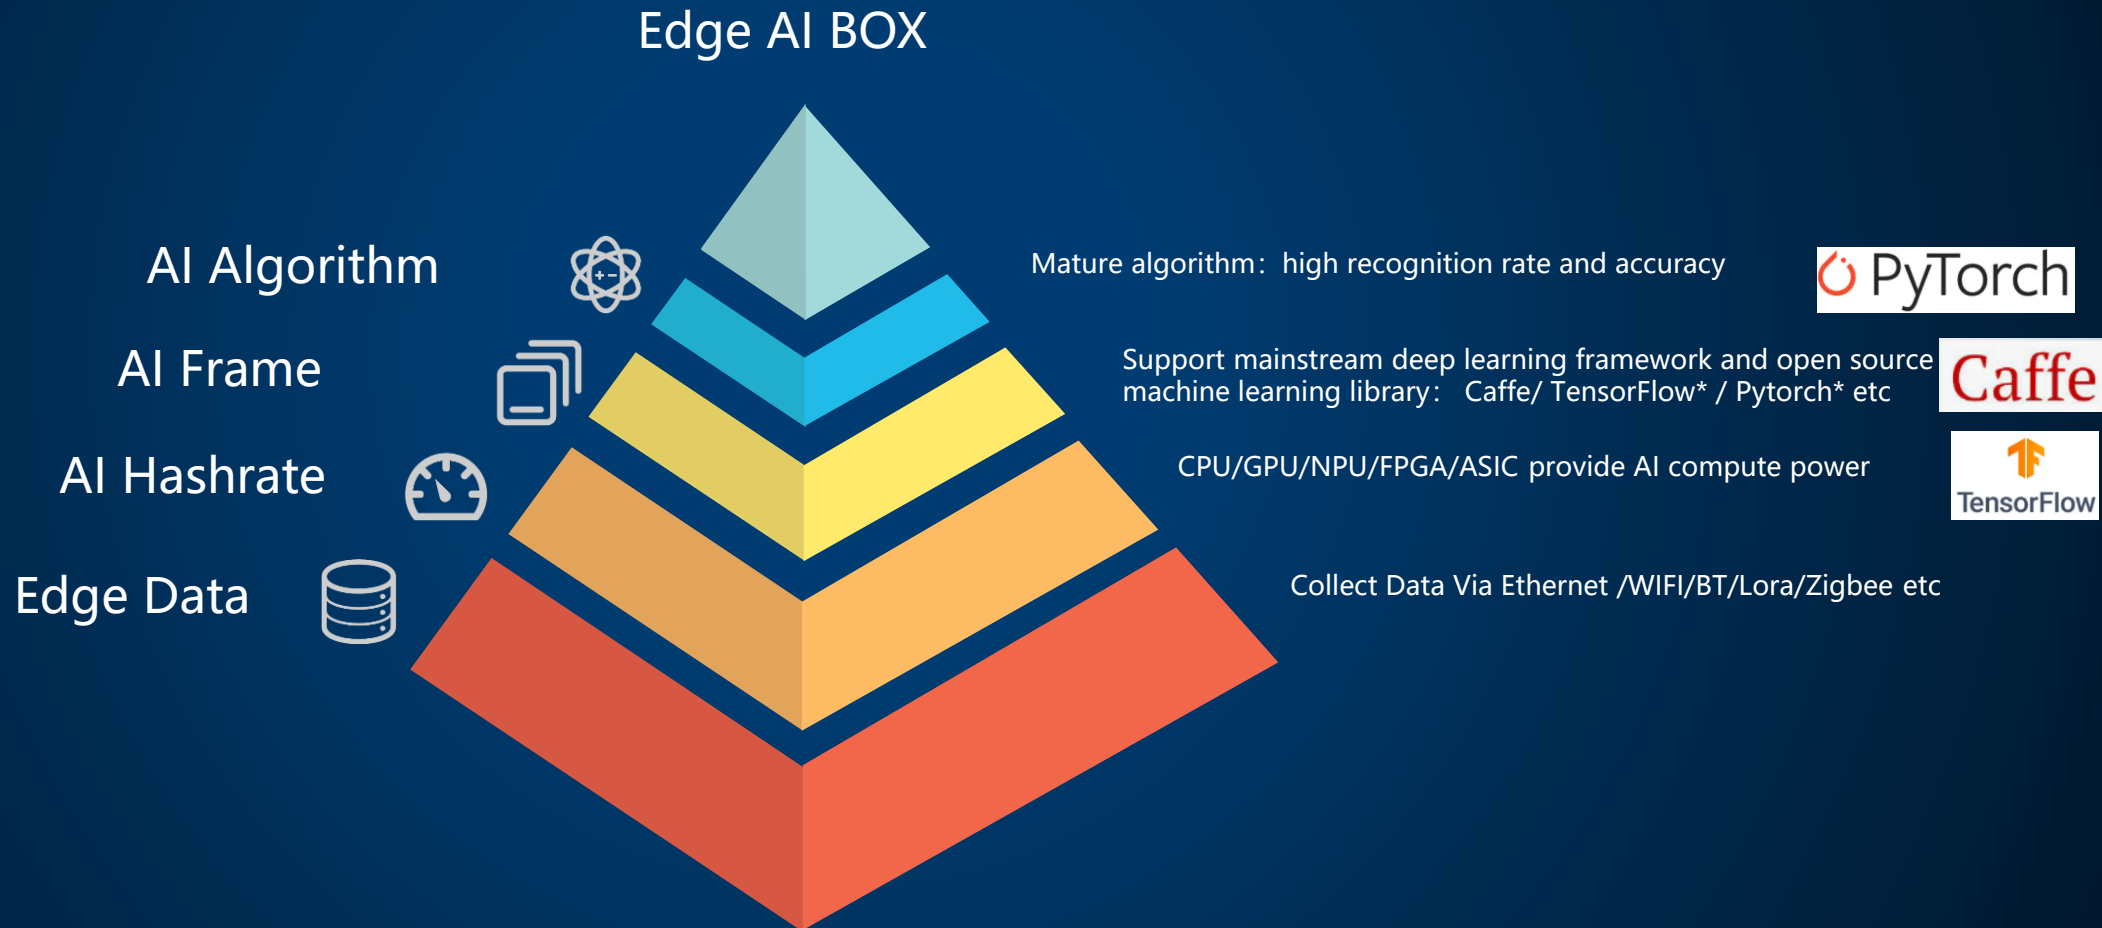 Edge AI BOX
AI Algorithm
Mature algorithm：high recognition rate and accuracy
PyTorch
AI Frame
Support mainstream deep learning framework and open source
machine learning library： Caffe/ TensorFlow* / Pytorch* etc
Caffe
AI Hashrate
CPU/GPU/NPU/FPGA/ASIC provide AI compute power
TensorFlow
Edge Data
Collect Data Via Ethernet /WIFI/BT/Lora/Zigbee etc